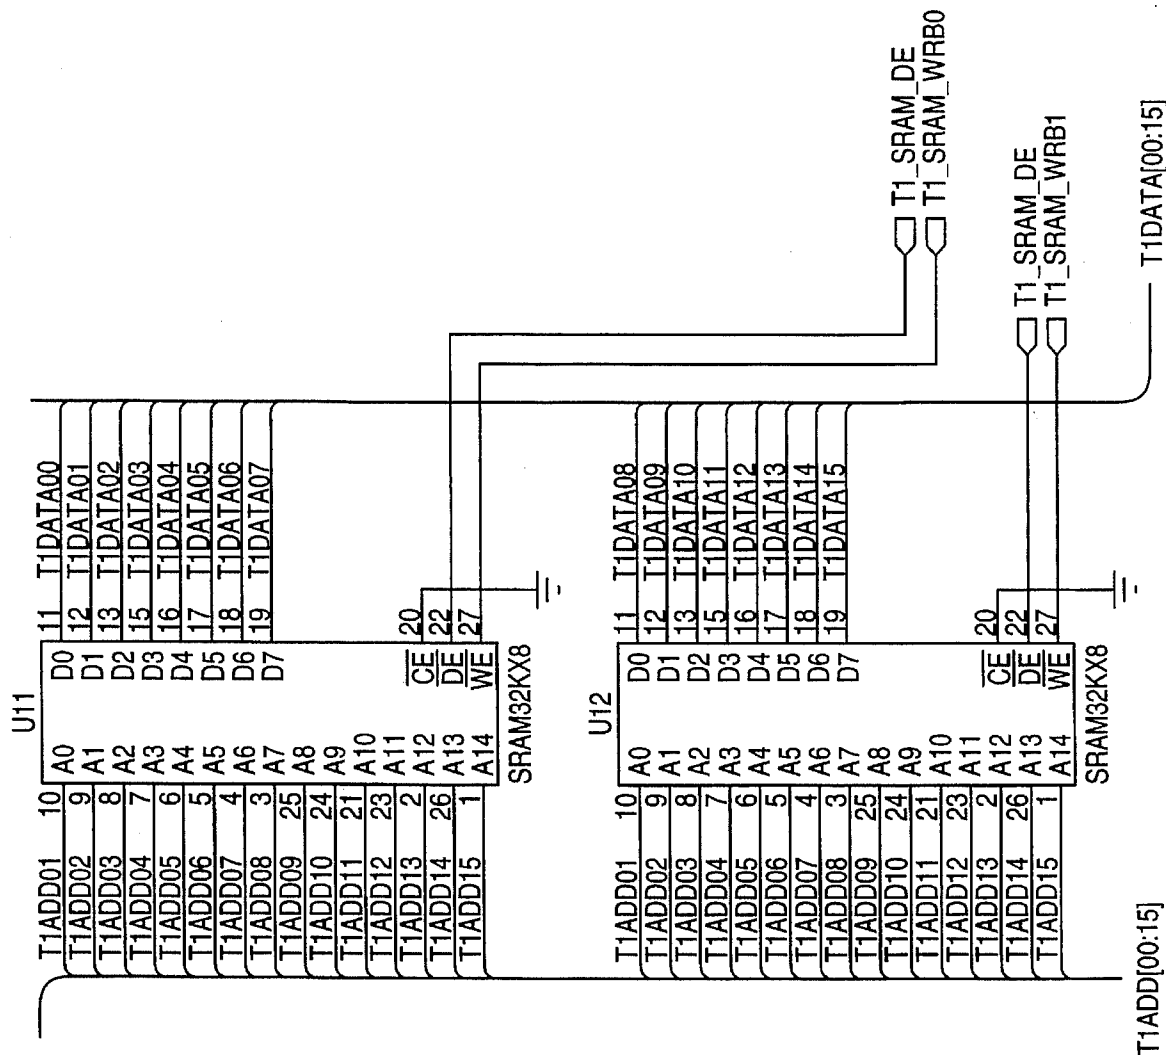 U11
T1ADD01 10 A0 D0 11 T1DATA00
T1ADD02 9 A1 D1 12 T1DATA01
T1ADD03 8 A2 D2 13 T1DATA02
T1ADD04 7 A3 D3 15 T1DATA03
T1ADD05 6 A4 D4 16 T1DATA04
T1ADD06 5 A5 D5 17 T1DATA05
T1ADD07 4 A6 D6 18 T1DATA06
T1ADD08 3 A7 D7 19 T1DATA07
T1ADD09 25 A8
T1ADD10 24 A9
T1ADD11 21 A10
T1ADD12 23 A11
T1ADD13 2 A12 CE 20
T1ADD14 26 A13 DE 22
T1ADD15 1 A14 WE 27
SRAM32KX8
U12
T1ADD01 10 A0 D0 11 T1DATA08
T1ADD02 9 A1 D1 12 T1DATA09
T1ADD03 8 A2 D2 13 T1DATA10
T1ADD04 7 A3 D3 15 T1DATA11
T1ADD05 6 A4 D4 16 T1DATA12
T1ADD06 5 A5 D5 17 T1DATA13
T1ADD07 4 A6 D6 18 T1DATA14
T1ADD08 3 A7 D7 19 T1DATA15
T1ADD09 25 A8
T1ADD10 24 A9
T1ADD11 21 A10
T1ADD12 23 A11
T1ADD13 2 A12 CE 20
T1ADD14 26 A13 DE 22
T1ADD15 1 A14 WE 27
SRAM32KX8
T1_SRAM_DE
T1_SRAM_WRB0
T1_SRAM_DE
T1_SRAM_WRB1
T1ADD[00:15]
T1DATA[00:15]